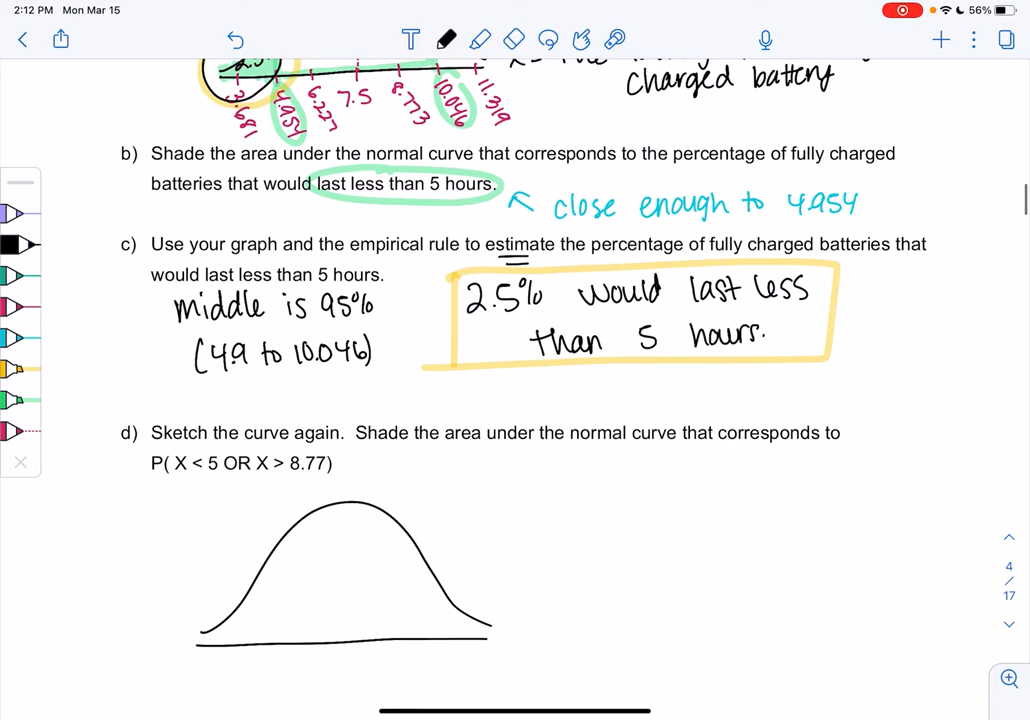 2:12 PM Mon Mar 15
56%
charged battery
3.681 4.954 6.227 7.5 8.773 10.046 11.319
b) Shade the area under the normal curve that corresponds to the percentage of fully charged
batteries that would last less than 5 hours.
close enough to 4.954
c) Use your graph and the empirical rule to estimate the percentage of fully charged batteries that
would last less than 5 hours.
middle is 95%
(4.9 to 10.046)
2.5% would last less
than 5 hours.
d) Sketch the curve again. Shade the area under the normal curve that corresponds to
P( X < 5 OR X > 8.77)
4
/
17